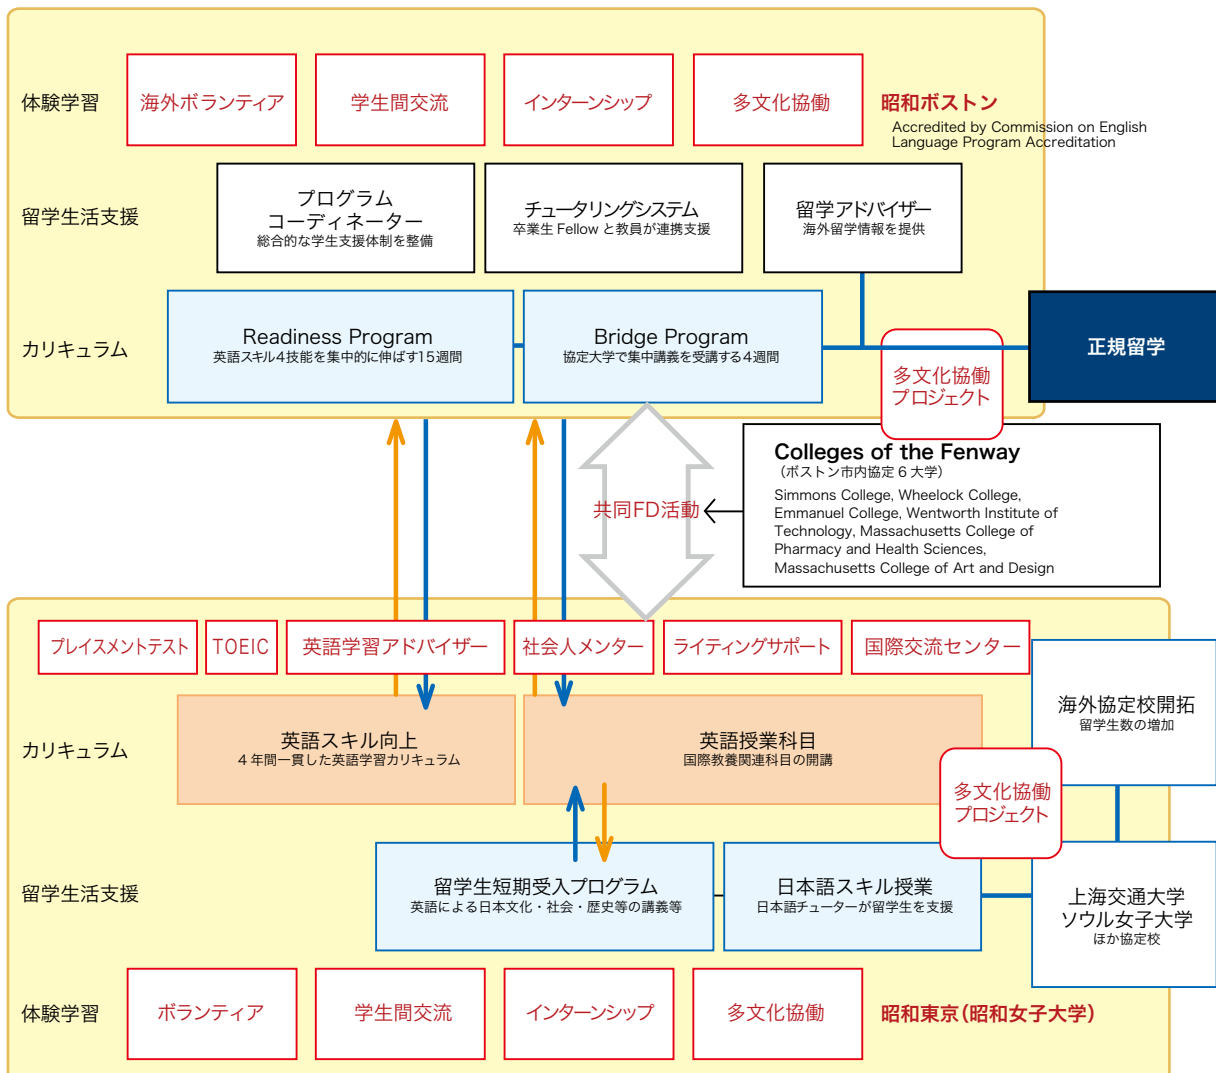 体験学習
海外ボランティア
学生間交流
インターンシップ
多文化協働
昭和ボストン
Accredited by Commission on English
Language Program Accreditation
留学生活支援
プログラム
コーディネーター
総合的な学生支援体制を整備
チュータリングシステム
卒業生 Fellow と教員が連携支援
留学アドバイザー
海外留学情報を提供
カリキュラム
Readiness Program
英語スキル4技能を集中的に伸ばす15週間
Bridge Program
協定大学で集中講義を受講する4週間
多文化協働
プロジェクト
正規留学
共同FD活動
Colleges of the Fenway
（ボストン市内協定 6 大学）
Simmons College, Wheelock College,
Emmanuel College, Wentworth Institute of
Technology, Massachusetts College of
Pharmacy and Health Sciences,
Massachusetts College of Art and Design
プレイスメントテスト
TOEIC
英語学習アドバイザー
社会人メンター
ライティングサポート
国際交流センター
カリキュラム
英語スキル向上
4 年間一貫した英語学習カリキュラム
英語授業科目
国際教養関連科目の開講
海外協定校開拓
留学生数の増加
多文化協働
プロジェクト
留学生活支援
留学生短期受入プログラム
英語による日本文化・社会・歴史等の講義等
日本語スキル授業
日本語チューターが留学生を支援
上海交通大学
ソウル女子大学
ほか協定校
体験学習
ボランティア
学生間交流
インターンシップ
多文化協働
昭和東京（昭和女子大学）